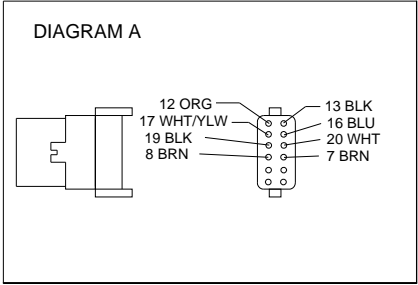 DIAGRAM A
12 ORG
13 BLK
17 WHT/YLW
16 BLU
19 BLK
20 WHT
8 BRN
7 BRN